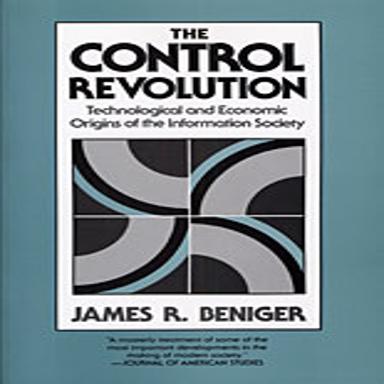 THE
CONTROL
REVOLUTION
Technological and Economic
Origins of the Information Society
JAMES R. BENIGER
"A masterly treatment of some of the
most important developments in the
making of modern society."
—JOURNAL OF AMERICAN STUDIES